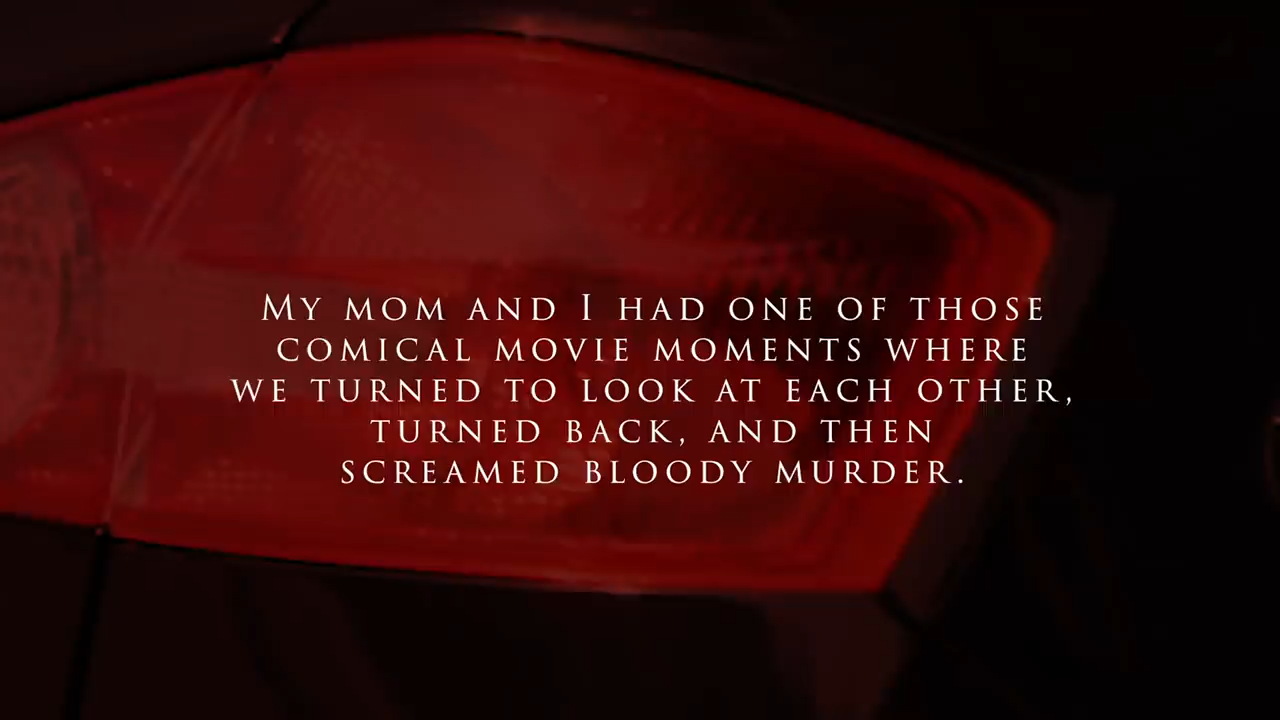 My mom and I had one of those
comical movie moments where
we turned to look at each other,
turned back, and then
screamed bloody murder.